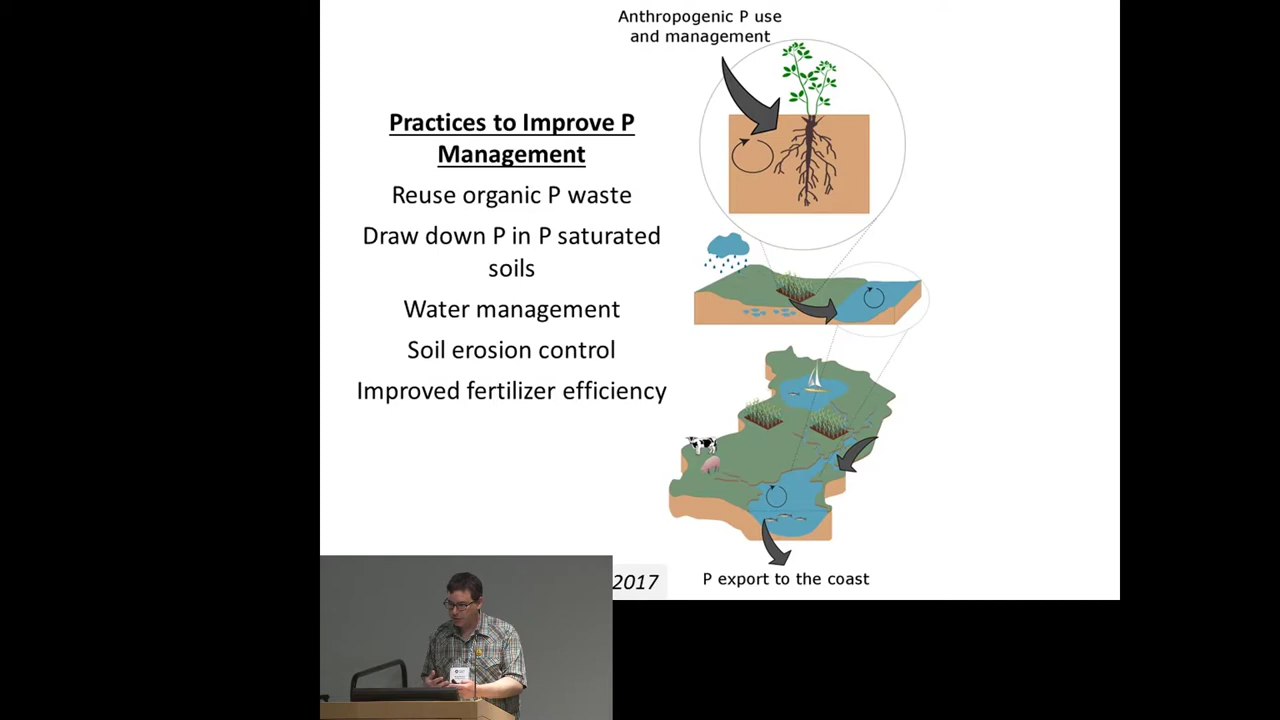 Anthropogenic P use
and management
Practices to Improve P
Management
Reuse organic P waste
Draw down P in P saturated
soils
Water management
Soil erosion control
Improved fertilizer efficiency
2017
P export to the coast